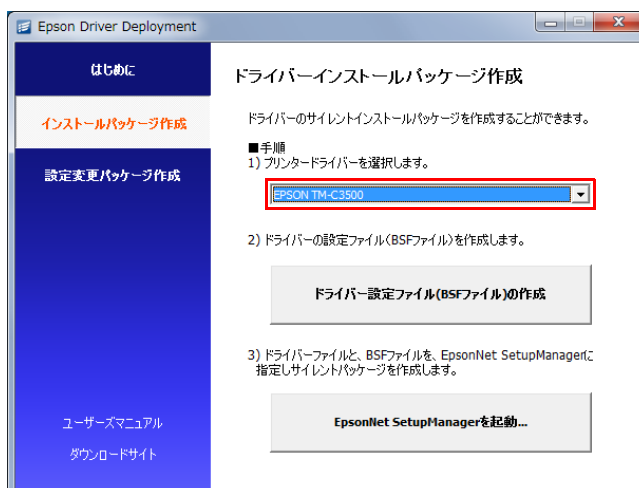 Epson Driver Deployment
はじめに
インストールパッケージ作成
設定変更パッケージ作成
ユーザーズマニュアル
ダウンロードサイト
ドライバーインストールパッケージ作成
ドライバーのサイレントインストールパッケージを作成することができます。
■手順
1) プリンタードライバーを選択します。
EPSON TM-C3500
2) ドライバーの設定ファイル(BSFファイル)を作成します。
ドライバー設定ファイル(BSFファイル)の作成
3) ドライバーファイルと、BSFファイルを、EpsonNet SetupManagerに
指定しサイレントパッケージを作成します。
EpsonNet SetupManagerを起動...